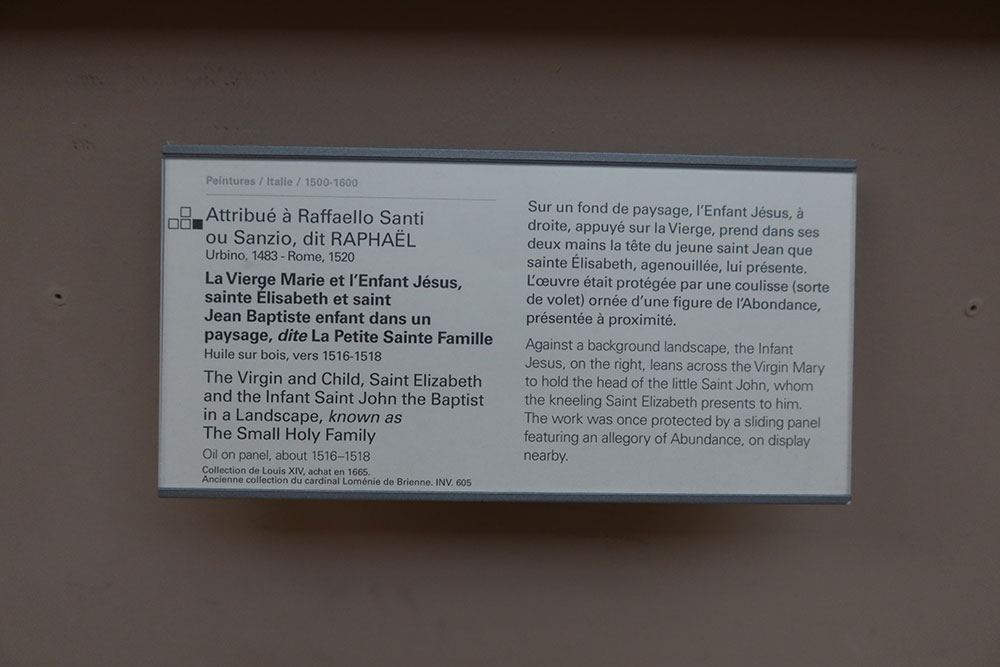 Peintures / Italie / 1500-1600
Attribué à Raffaello Santi
ou Sanzio, dit RAPHAËL
Urbino, 1483 - Rome, 1520
La Vierge Marie et l'Enfant Jésus,
sainte Élisabeth et saint
Jean Baptiste enfant dans un
paysage, dite La Petite Sainte Famille
Huile sur bois, vers 1516-1518
The Virgin and Child, Saint Elizabeth
and the Infant Saint John the Baptist
in a Landscape, known as
The Small Holy Family
Oil on panel, about 1516–1518
Collection de Louis XIV, achat en 1665.
Ancienne collection du cardinal Loménie de Brienne. INV. 605
Sur un fond de paysage, l'Enfant Jésus, à
droite, appuyé sur la Vierge, prend dans ses
deux mains la tête du jeune saint Jean que
sainte Élisabeth, agenouillée, lui présente.
L'œuvre était protégée par une coulisse (sorte
de volet) ornée d'une figure de l'Abondance,
présentée à proximité.
Against a background landscape, the Infant
Jesus, on the right, leans across the Virgin Mary
to hold the head of the little Saint John, whom
the kneeling Saint Elizabeth presents to him.
The work was once protected by a sliding panel
featuring an allegory of Abundance, on display
nearby.